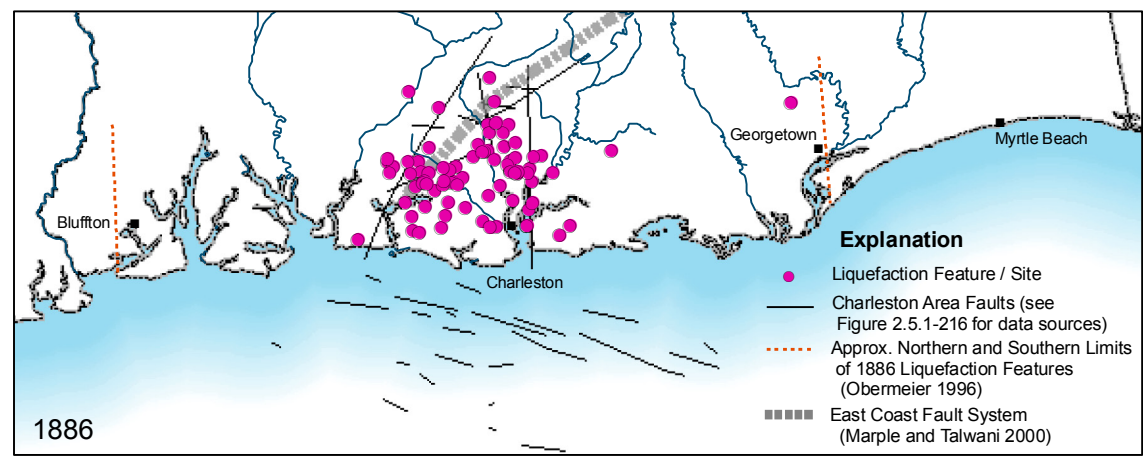 Georgetown
Myrtle Beach
Bluffton
Charleston
Explanation
Liquefaction Feature / Site
Charleston Area Faults (see
Figure 2.5.1-216 for data sources)
Approx. Northern and Southern Limits
of 1886 Liquefaction Features
(Obermeier 1996)
East Coast Fault System
(Marple and Talwani 2000)
1886